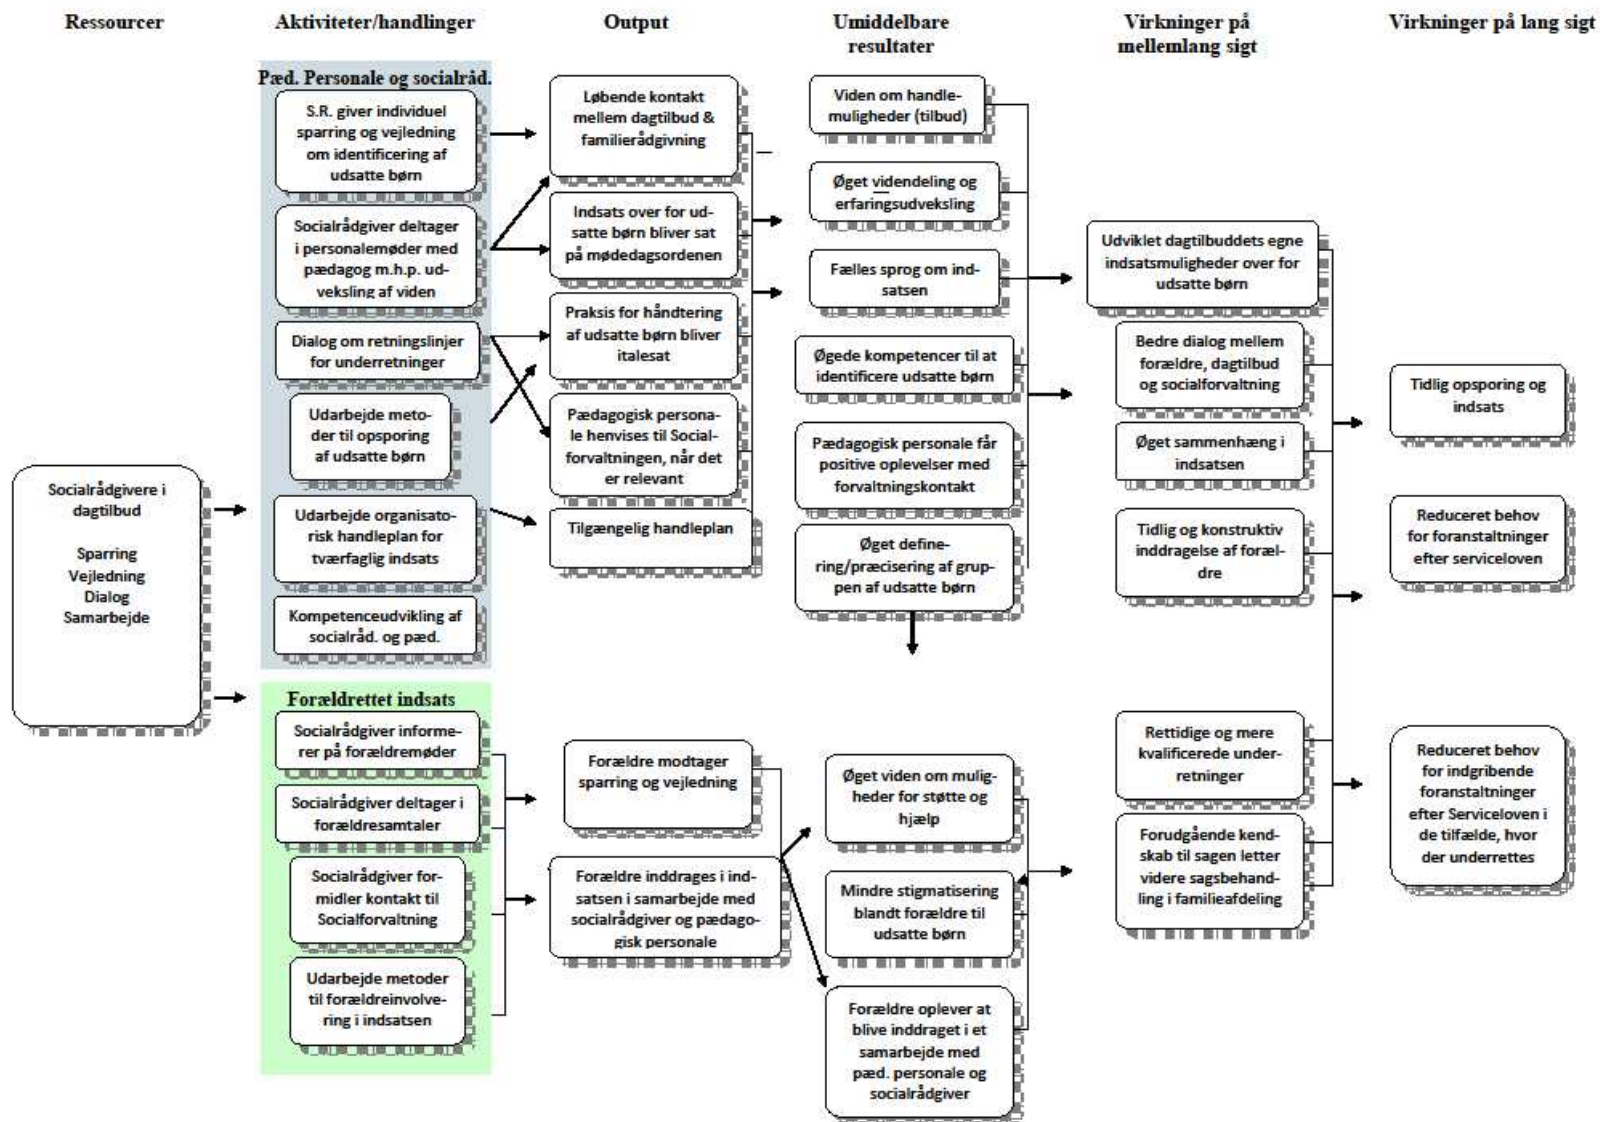 Ressourcer
Aktiviteter/handlinger
Output
Umiddelbare
resultater
Virkninger på
mellemlang sigt
Virkninger på lang sigt
Socialrådgivere i
dagtilbud
Sparring
Vejledning
Dialog
Samarbejde
Pæd. Personale og socialråd.
S.R. giver individuel
sparring og vejledning
om identificering af
udsatte børn
Socialrådgiver deltager
i personalemøder med
pædagog m.h.p. ud-
veksling af viden
Dialog om retningslinjer
for underretninger
Udarbejde meto-
der til opsporing
af udsatte børn
Udarbejde organisato-
risk handleplan for
tværfaglig indsats
Kompetenceudvikling af
socialråd. og pæd.
Forældrettet indsats
Socialrådgiver informe-
rer på forældremøder
Socialrådgiver deltager i
forældresamtaler
Socialrådgiver for-
midler kontakt til
Socialforvaltning
Udarbejde metoder
til forældreinvolve-
ring i indsatsen
Løbende kontakt
mellem dagtilbud &
familierådgivning
Indsats over for ud-
satte børn bliver sat
på mødedagsordenen
Praksis for håndtering
af udsatte børn bliver
italesat
Pædagogisk persona-
le henvises til Social-
forvaltningen, når det
er relevant
Tilgængelig handleplan
Forældre modtager
sparring og vejledning
Forældre inddrages i ind-
satsen i samarbejde med
socialrådgiver og pædago-
gisk personale
Viden om handle-
muligheder (tilbud)
Øget videndeling og
erfaringsudveksling
Fælles sprog om ind-
satsen
Øgede kompetencer til at
identificere udsatte børn
Pædagogisk personale får
positive oplevelser med
forvaltningskontakt
Øget define-
ring/præcisering af grup-
pen af udsatte børn
Øget viden om mulig-
heder for støtte og
hjælp
Mindre stigmatisering
blandt forældre til
udsatte børn
Forældre oplever at
blive inddraget i et
samarbejde med
pæd. personale og
socialrådgiver
Udviklet dagtilbuddets egne
indsatsmuligheder over for
udsatte børn
Bedre dialog mellem
forældre, dagtilbud
og socialforvaltning
Øget sammenhæng i
indsatsen
Tidlig og konstruktiv
inddragelse af foræl-
dre
Rettidige og mere
kvalificerede under-
retninger
Forudgående kend-
skab til sagen letter
videre sagsbehand-
ling i familieafdeling
Tidlig opsporing og
indsats
Reduceret behov
for foranstaltninger
efter serviceloven
Reduceret behov
for indgribende
foranstaltninger
efter Serviceloven i
de tilfælde, hvor
der underrettes